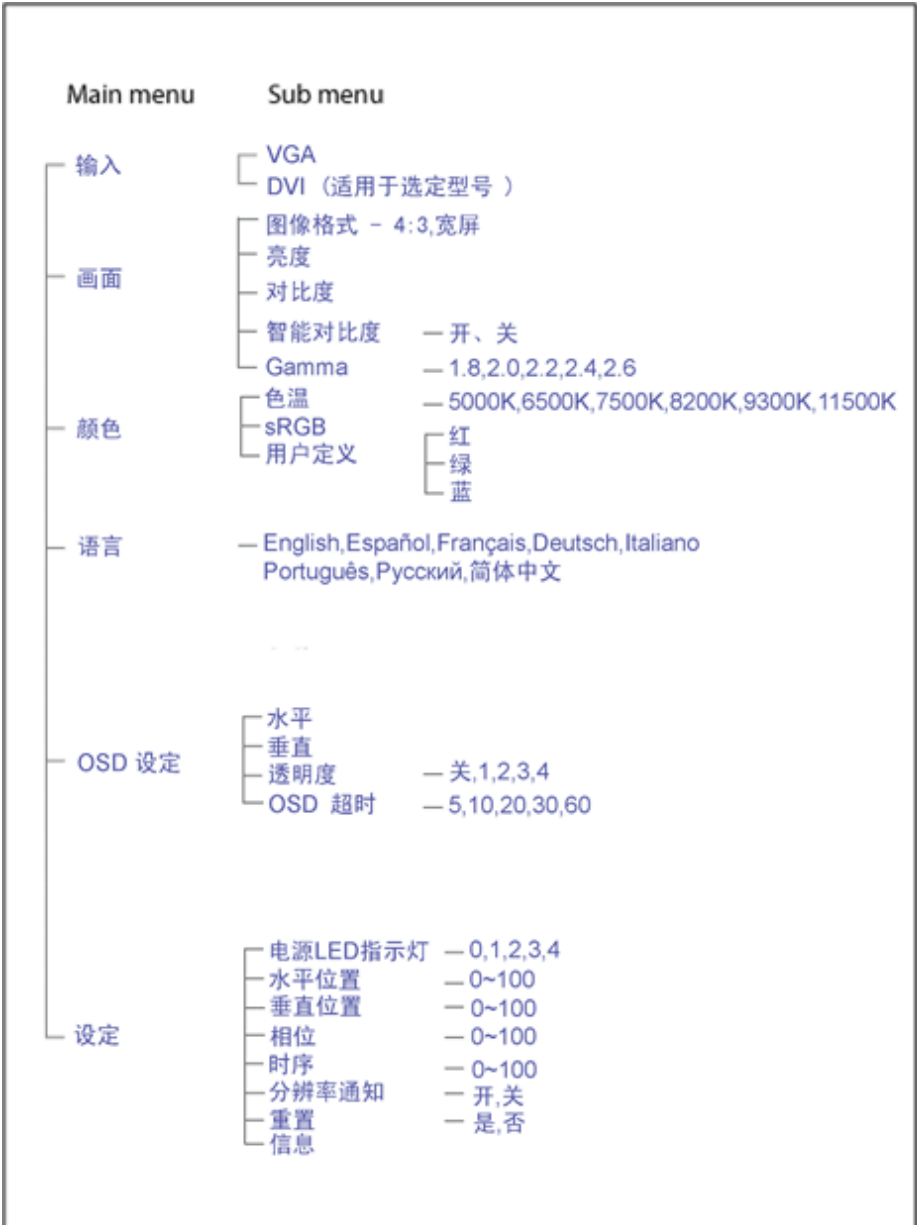 Main menu Sub menu
输入 VGA
DVI (适用于选定型号 )
画面 图像格式 - 4:3,宽屏
亮度
对比度
智能对比度 — 开、关
Gamma — 1.8,2.0,2.2,2.4,2.6
颜色 色温 — 5000K,6500K,7500K,8200K,9300K,11500K
sRGB
用户定义 红
绿
蓝
语言 — English,Español,Français,Deutsch,Italiano
Português,Русский,简体中文
OSD 设定 水平
垂直
透明度 — 关,1,2,3,4
OSD 超时 — 5,10,20,30,60
设定 电源LED指示灯 — 0,1,2,3,4
水平位置 — 0~100
垂直位置 — 0~100
相位 — 0~100
时序 — 0~100
分辨率通知 — 开,关
重置 — 是,否
信息